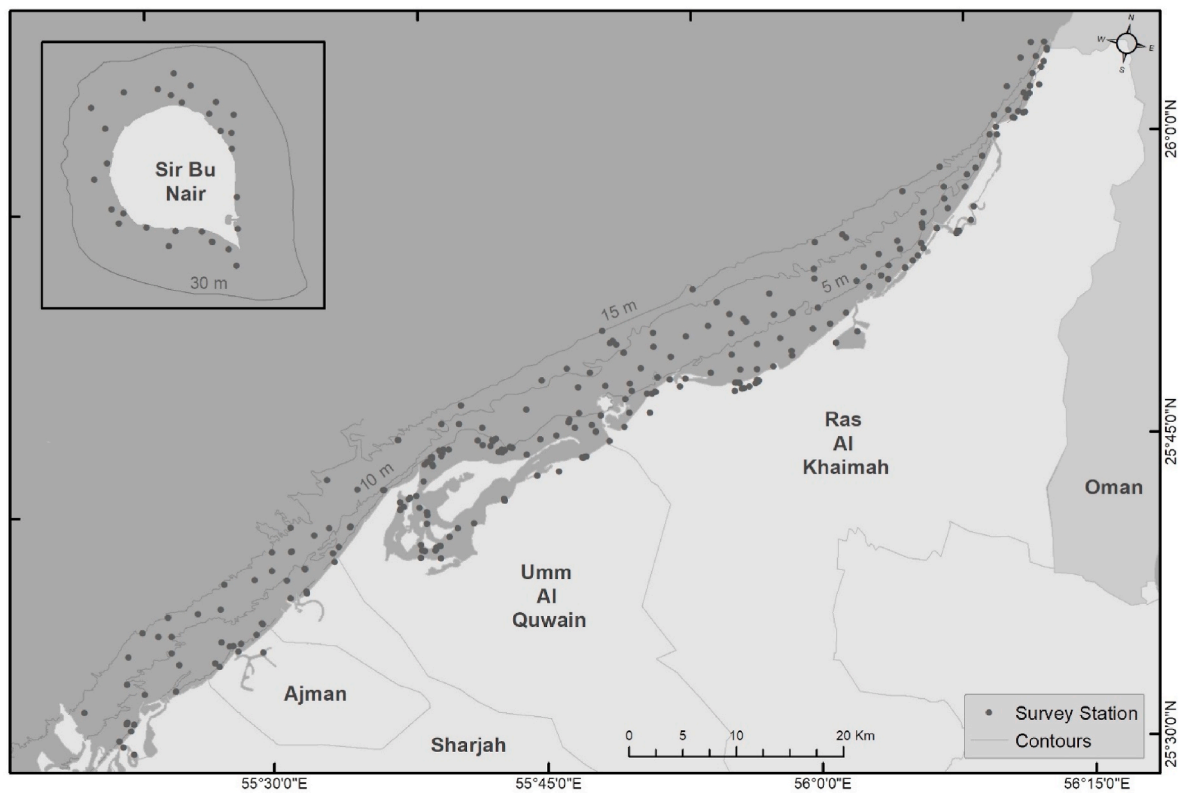 N
W
E
S
Sir Bu
Nair
30 m
15 m
5 m
10 m
Ras
Al
Khaimah
Oman
Umm
Al
Quwain
Ajman
Sharjah
Survey Station
Contours
0 5 10 20 Km
26°0'0"N
25°45'0"N
25°30'0"N
55°30'0"E
55°45'0"E
56°0'0"E
56°15'0"E